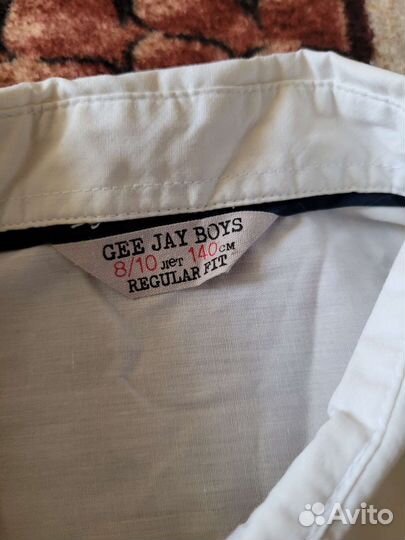 GEE JAY BOYS
8/10 лет 140 СМ
REGULAR FIT
Avito